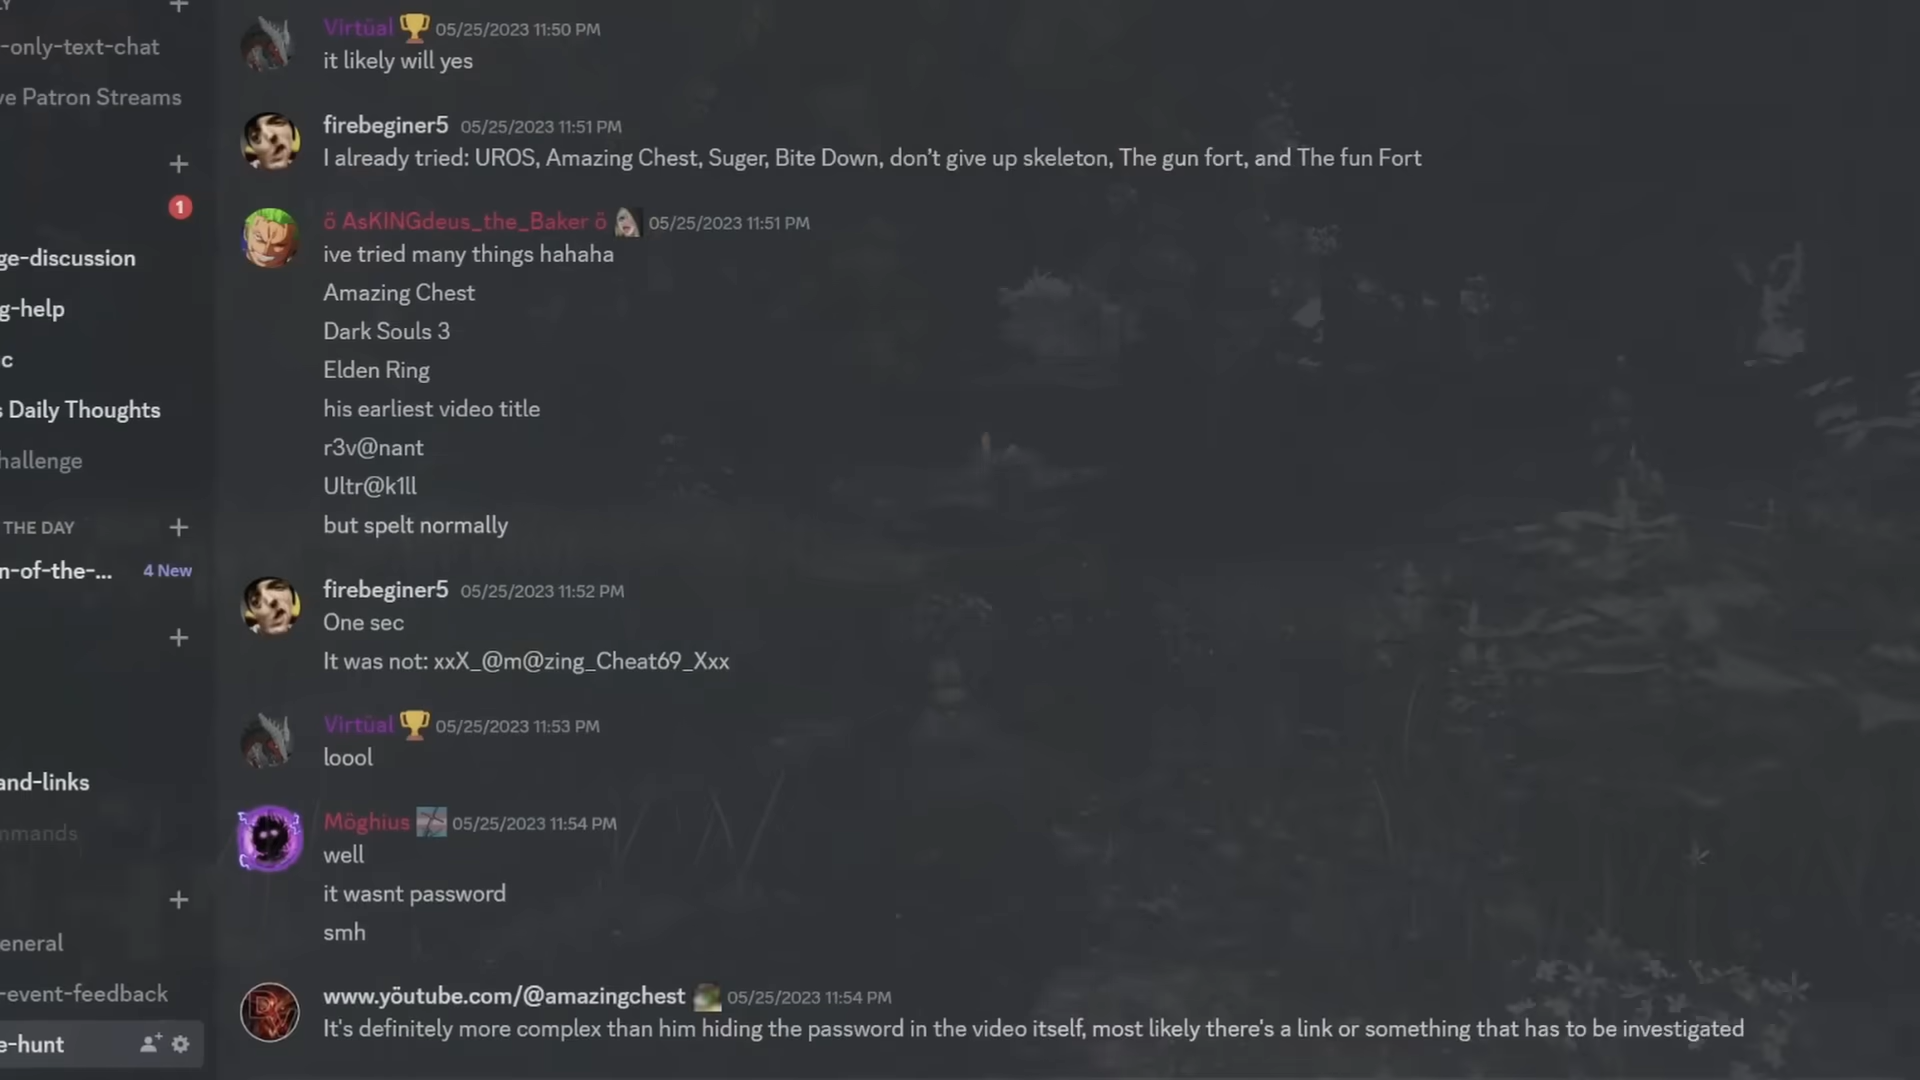 -only-text-chat
ve Patron Streams
1
ge-discussion
g-help
c
s Daily Thoughts
hallenge
THE DAY
n-of-the-... 4 New
and-links
mmands
eneral
-event-feedback
e-hunt
Virtüal 05/25/2023 11:50 PM
it likely will yes
firebeginer5 05/25/2023 11:51 PM
I already tried: UROS, Amazing Chest, Suger, Bite Down, don't give up skeleton, The gun fort, and The fun Fort
ö AsKINGdeus_the_Baker ö 05/25/2023 11:51 PM
ive tried many things hahaha
Amazing Chest
Dark Souls 3
Elden Ring
his earliest video title
r3v@nant
Ultr@k1ll
but spelt normally
firebeginer5 05/25/2023 11:52 PM
One sec
It was not: xxX_@m@zing_Cheat69_Xxx
Virtüal 05/25/2023 11:53 PM
loool
Möghius 05/25/2023 11:54 PM
well
it wasnt password
smh
www.yöutube.com/@amazingchest 05/25/2023 11:54 PM
It's definitely more complex than him hiding the password in the video itself, most likely there's a link or something that has to be investigated